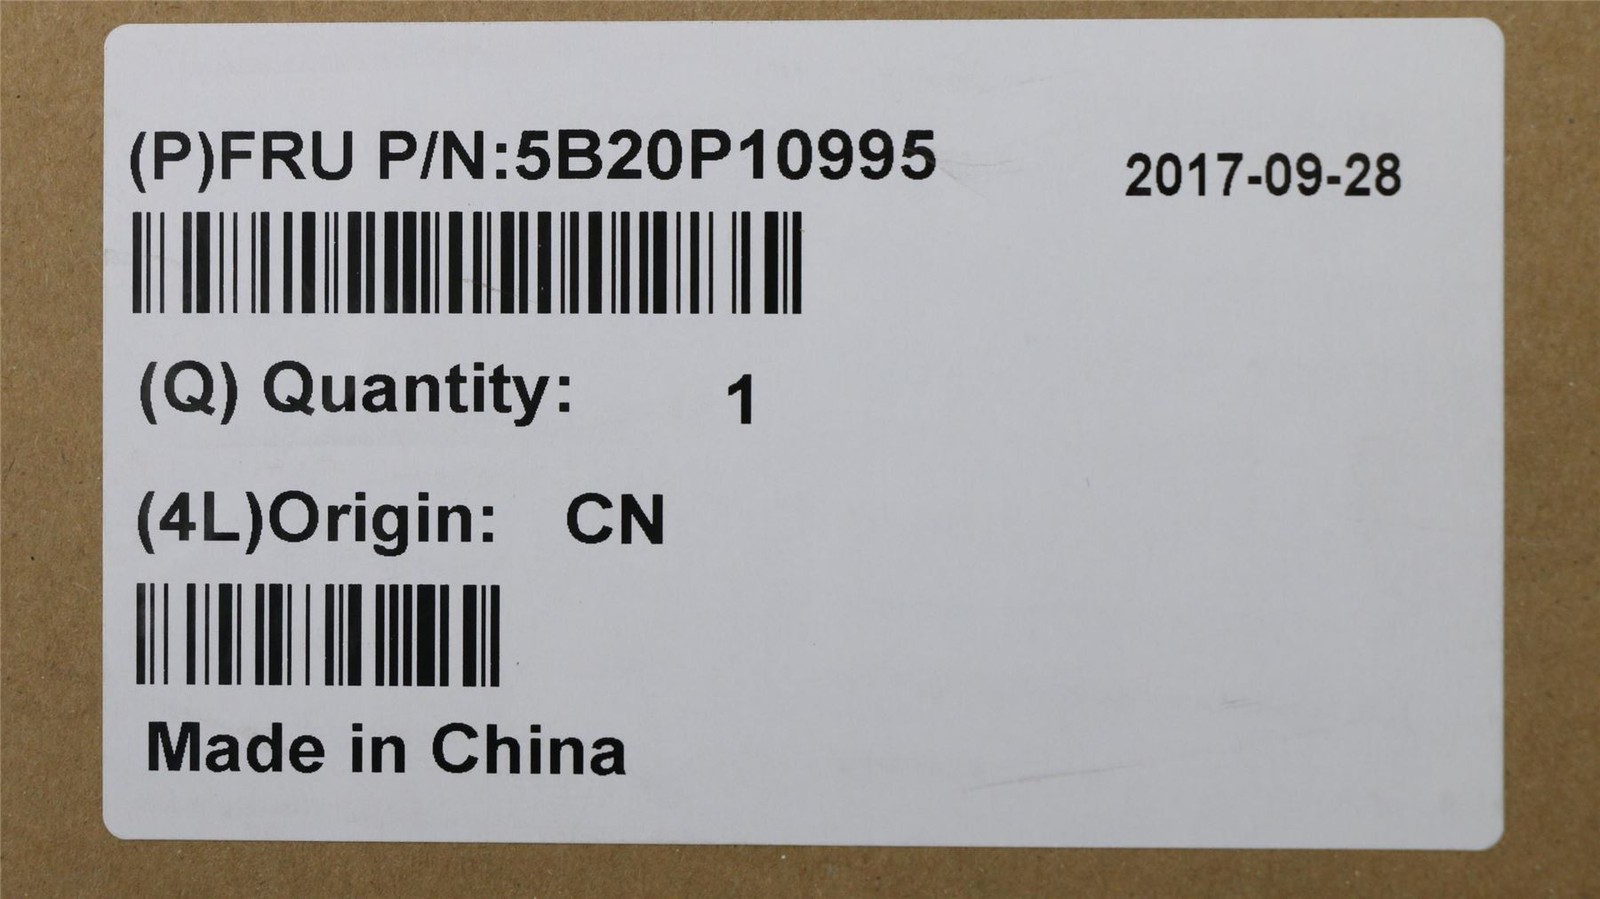 (P)FRU P/N:5B20P10995
2017-09-28
(Q) Quantity: 1
(4L)Origin: CN
Made in China